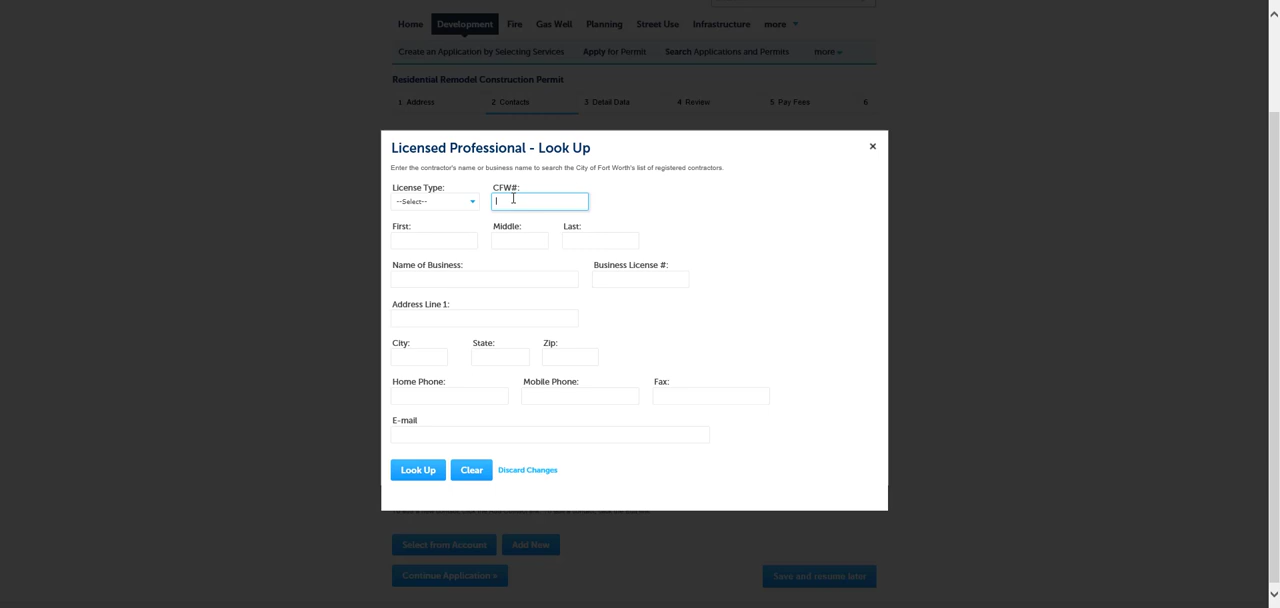 Home Development Fire Gas Well Planning Street Use Infrastructure more
Create an Application by Selecting Services Apply for Permit Search Applications and Permits more
Residential Remodel Construction Permit
1 Address 2 Contacts 3 Detail Data 4 Review 5 Pay Fees 6
Licensed Professional - Look Up ×
Enter the contractor's name or business name to search the City of Fort Worth's list of registered contractors.
License Type: CFW#:
--Select--
First: Middle: Last:
Name of Business: Business License #:
Address Line 1:
City: State: Zip:
Home Phone: Mobile Phone: Fax:
E-mail
Look Up Clear Discard Changes
Select from Account Add New
Continue Application » Save and resume later